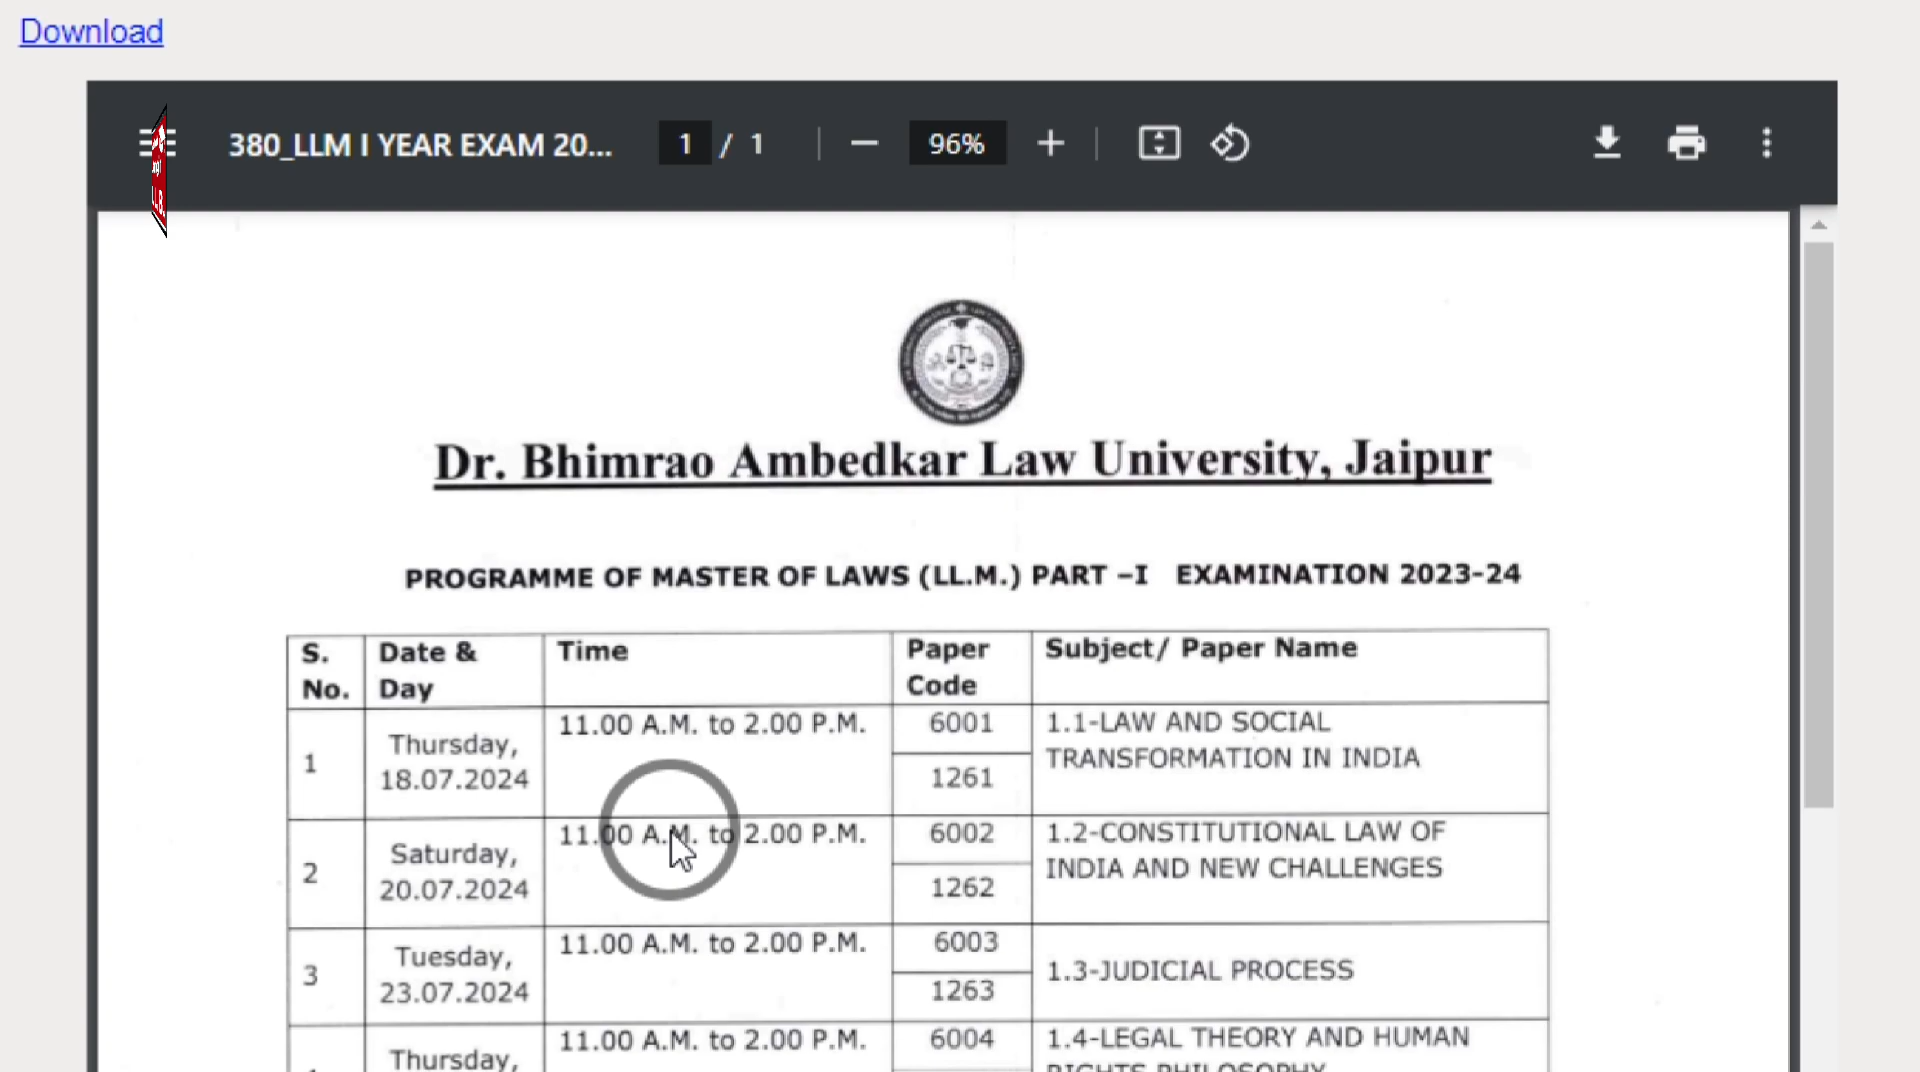 Download
380_LLM I YEAR EXAM 20... 1 / 1 96%
Dr. Bhimrao Ambedkar Law University, Jaipur
PROGRAMME OF MASTER OF LAWS (LL.M.) PART –I EXAMINATION 2023-24
S. No. Date & Day Time Paper Code Subject/ Paper Name
1 Thursday, 18.07.2024 11.00 A.M. to 2.00 P.M. 6001 1261 1.1-LAW AND SOCIAL TRANSFORMATION IN INDIA
2 Saturday, 20.07.2024 11.00 A.M. to 2.00 P.M. 6002 1262 1.2-CONSTITUTIONAL LAW OF INDIA AND NEW CHALLENGES
3 Tuesday, 23.07.2024 11.00 A.M. to 2.00 P.M. 6003 1263 1.3-JUDICIAL PROCESS
Thursday, 11.00 A.M. to 2.00 P.M. 6004 1.4-LEGAL THEORY AND HUMAN RIGHTS PHILOSOPHY